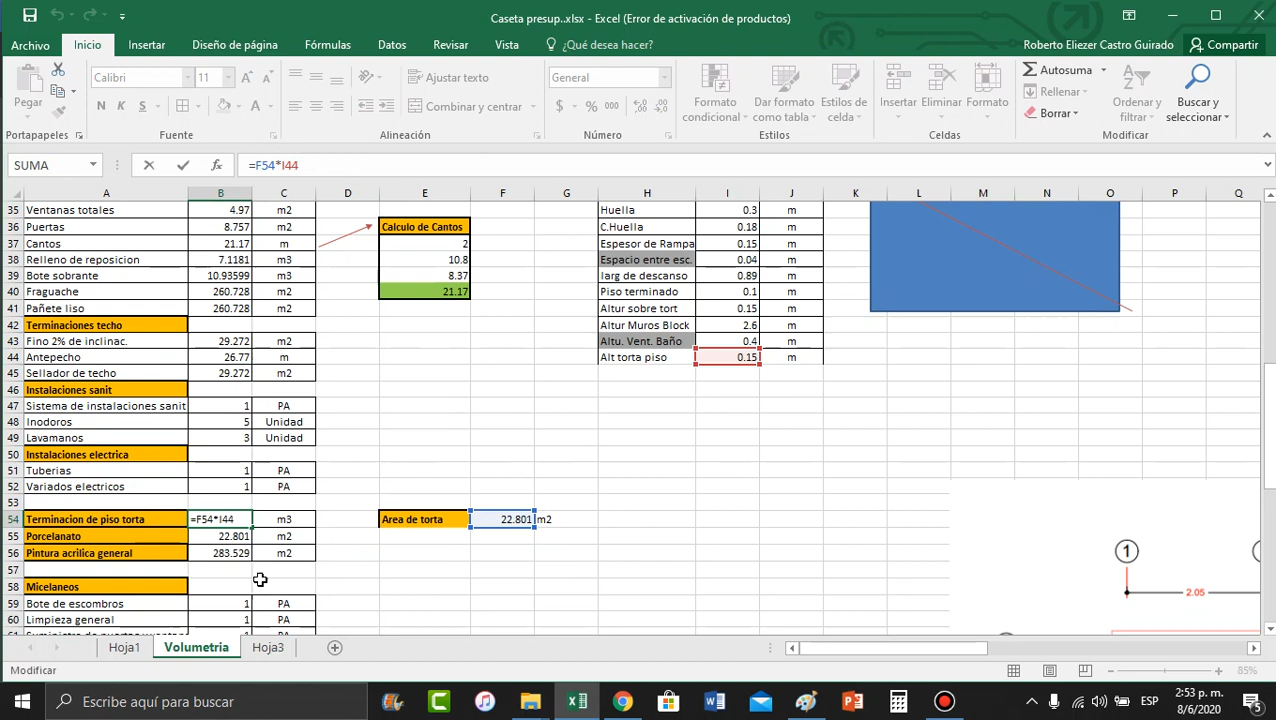 Caseta presup..xlsx - Excel (Error de activación de productos)
Archivo Inicio Insertar Diseño de página Fórmulas Datos Revisar Vista ¿Qué desea hacer? Roberto Eliezer Castro Guirado Compartir
Calibri 11 Ajustar texto General Autosuma
Pegar N K S Combinar y centrar $ % 000 Formato condicional Dar formato como tabla Estilos de celda Insertar Eliminar Formato Rellenar Borrar Ordenar y filtrar Buscar y seleccionar
Portapapeles Fuente Alineación Número Estilos Celdas Modificar
SUMA fx =F54*I44
A B C D E F G H I J K L M N O P Q
35 Ventanas totales 4.97 m2 Huella 0.3 m
36 Puertas 8.757 m2 Calculo de Cantos C.Huella 0.18 m
37 Cantos 21.17 m 2 Espesor de Rampa 0.15 m
38 Relleno de reposicion 7.1181 m3 10.8 Espacio entre esc. 0.04 m
39 Bote sobrante 10.93599 m3 8.37 larg de descanso 0.89 m
40 Fraguache 260.728 m2 21.17 Piso terminado 0.1 m
41 Pañete liso 260.728 m2 Altur sobre tort 0.15 m
42 Terminaciones techo Altur Muros Block 2.6 m
43 Fino 2% de inclinac. 29.272 m2 Altu. Vent. Baño 0.4 m
44 Antepecho 26.77 m Alt torta piso 0.15 m
45 Sellador de techo 29.272 m2
46 Instalaciones sanit
47 Sistema de instalaciones sanit 1 PA
48 Inodoros 5 Unidad
49 Lavamanos 3 Unidad
50 Instalaciones electrica
51 Tuberias 1 PA
52 Variados electricos 1 PA
53
54 Terminacion de piso torta =F54*I44 m3 Area de torta 22.801 m2
55 Porcelanato 22.801 m2
56 Pintura acrilica general 283.529 m2
57
58 Micelaneos
59 Bote de escombros 1 PA
60 Limpieza general 1 PA
1
2.05
Hoja1 Volumetria Hoja3
Modificar 85%
Escribe aquí para buscar ESP 2:53 p. m. 8/6/2020 5